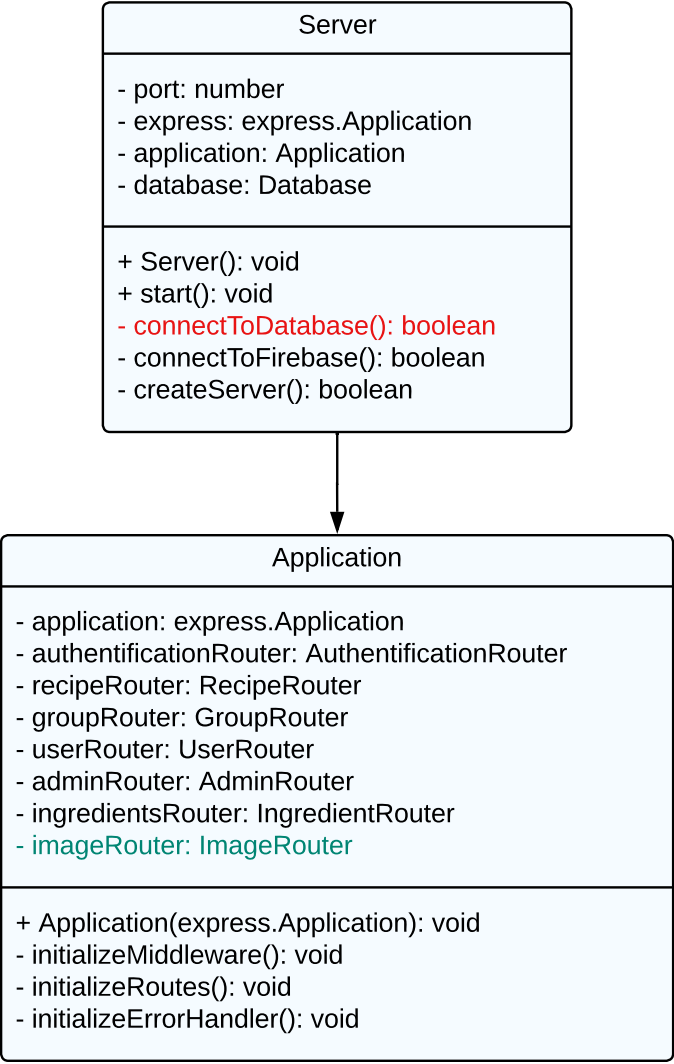 Server
- port: number
- express: express.Application
- application: Application
- database: Database
+ Server(): void
+ start(): void
- connectToDatabase(): boolean
- connectToFirebase(): boolean
- createServer(): boolean
Application
- application: express.Application
- authentificationRouter: AuthentificationRouter
- recipeRouter: RecipeRouter
- groupRouter: GroupRouter
- userRouter: UserRouter
- adminRouter: AdminRouter
- ingredientsRouter: IngredientRouter
- imageRouter: ImageRouter
+ Application(express.Application): void
- initializeMiddleware(): void
- initializeRoutes(): void
- initializeErrorHandler(): void